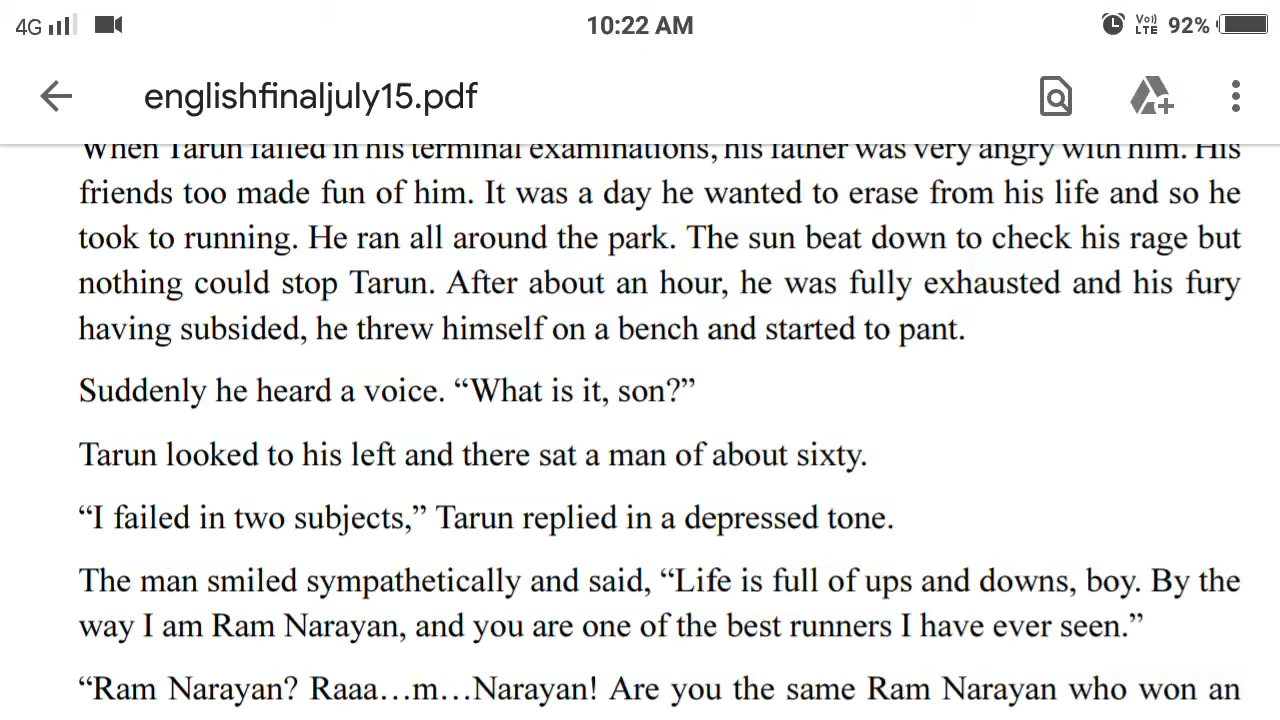 4G 10:22 AM Vo) LTE 92%
englishfinaljuly15.pdf
When Tarun failed in his terminal examinations, his father was very angry with him. His
friends too made fun of him. It was a day he wanted to erase from his life and so he
took to running. He ran all around the park. The sun beat down to check his rage but
nothing could stop Tarun. After about an hour, he was fully exhausted and his fury
having subsided, he threw himself on a bench and started to pant.
Suddenly he heard a voice. “What is it, son?”
Tarun looked to his left and there sat a man of about sixty.
“I failed in two subjects,” Tarun replied in a depressed tone.
The man smiled sympathetically and said, “Life is full of ups and downs, boy. By the
way I am Ram Narayan, and you are one of the best runners I have ever seen.”
“Ram Narayan? Raaa…m…Narayan! Are you the same Ram Narayan who won an